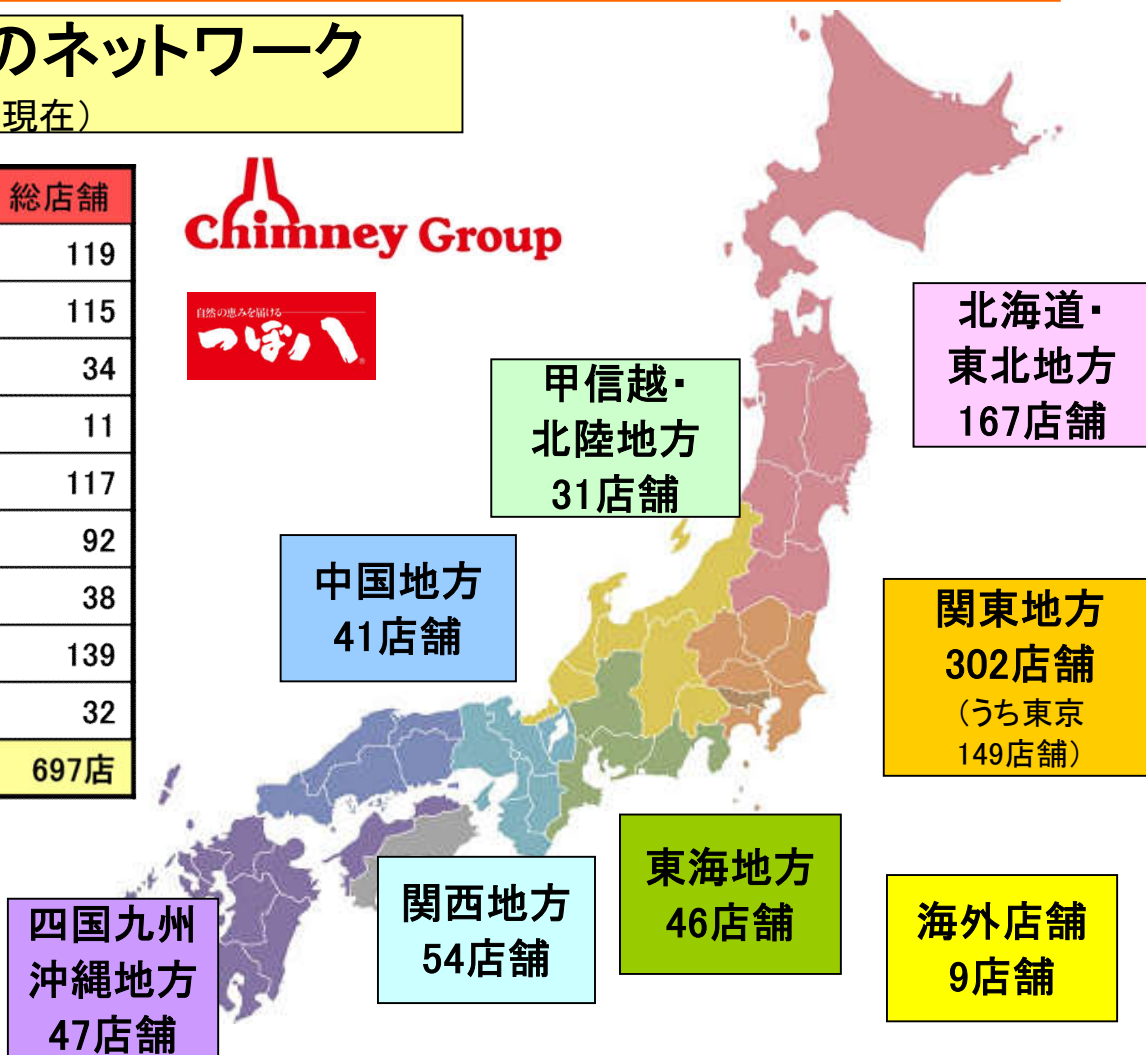 のネットワーク
現在）
総店舗
119
115
34
11
117
92
38
139
32
697店
Chimney Group
自然の恵みを届ける
つぼ八
北海道・
東北地方
167店舗
甲信越・
北陸地方
31店舗
中国地方
41店舗
関東地方
302店舗
（うち東京
149店舗）
東海地方
46店舗
関西地方
54店舗
海外店舗
9店舗
四国九州
沖縄地方
47店舗